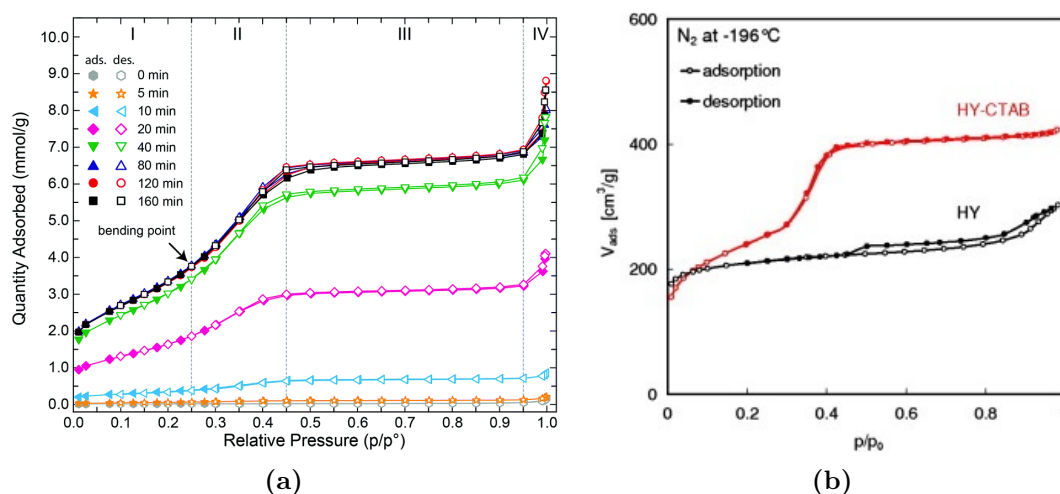 I II III IV
Quantity Adsorbed (mmol/g)
10.0
9.0
8.0
7.0
6.0
5.0
4.0
3.0
2.0
1.0
0.0
ads. des.
0 min
5 min
10 min
20 min
40 min
80 min
120 min
160 min
bending point
0.0 0.1 0.2 0.3 0.4 0.5 0.6 0.7 0.8 0.9 1.0
Relative Pressure (p/p°)
(a)
V_ads [cm³/g]
600
400
200
0
N₂ at -196°C
adsorption
desorption
HY-CTAB
HY
0 0.2 0.4 0.6 0.8
p/p₀
(b)